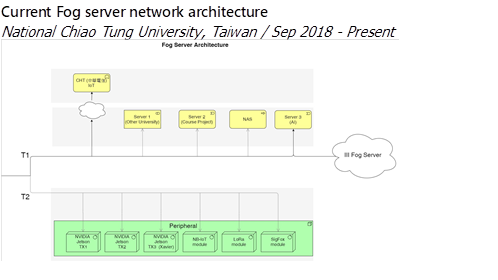 Current Fog server network architecture
National Chiao Tung University, Taiwan / Sep 2018 - Present
Fog Server Architecture
CHT (中華電信)
IoT
Server 1
(Other University)
Server 2
(Course Project)
NAS
Server 3
(AI)
T1
III Fog Server
T2
Peripheral
NVIDIA
Jetson
TX1
NVIDIA
Jetson
TX2
NVIDIA
Jetson
TX3 (Xavier)
NB-IoT
module
LoRa
module
SigFox
module